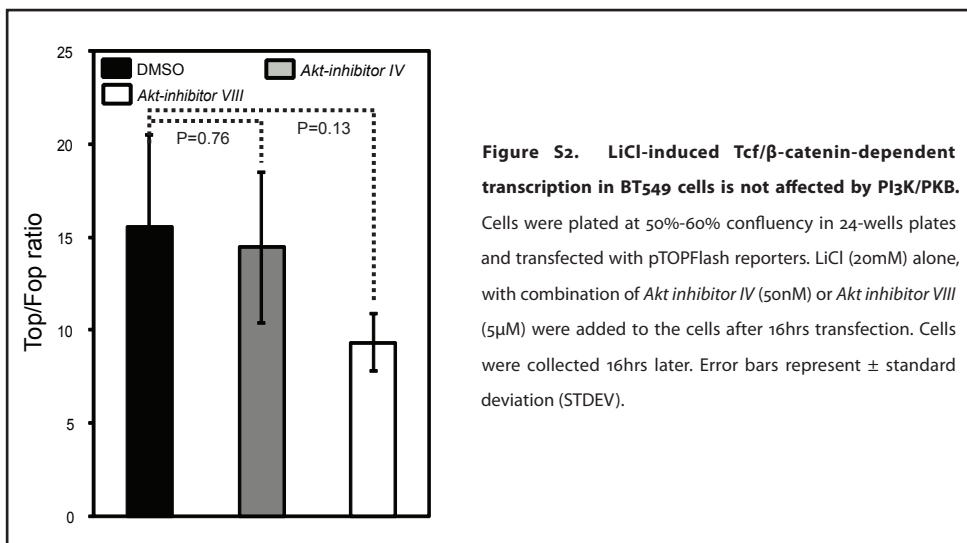 25
20
15
10
5
0
Top/Fop ratio
DMSO
Akt-inhibitor IV
Akt-inhibitor VIII
P=0.76
P=0.13
Figure S2. LiCl-induced Tcf/β-catenin-dependent
transcription in BT549 cells is not affected by PI3K/PKB.
Cells were plated at 50%-60% confluency in 24-wells plates
and transfected with pTOPFlash reporters. LiCl (20mM) alone,
with combination of Akt inhibitor IV (50nM) or Akt inhibitor VIII
(5μM) were added to the cells after 16hrs transfection. Cells
were collected 16hrs later. Error bars represent ± standard
deviation (STDEV).